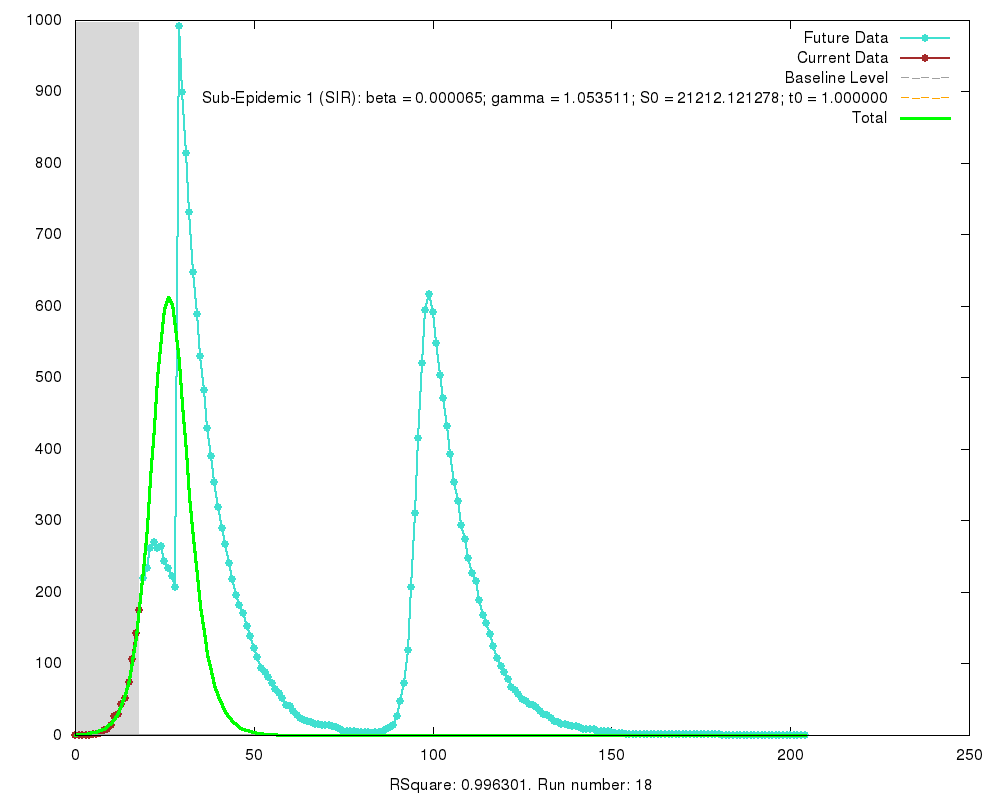 Future Data
Current Data
Baseline Level
Sub-Epidemic 1 (SIR): beta = 0.000065; gamma = 1.053511; S0 = 21212.121278; t0 = 1.000000
Total
1000
900
800
700
600
500
400
300
200
100
0
0 50 100 150 200 250
RSquare: 0.996301. Run number: 18